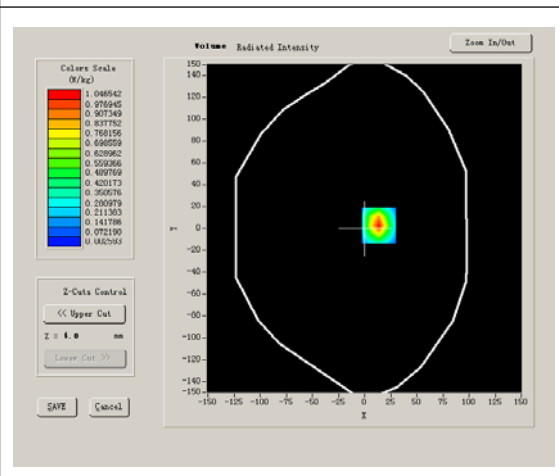 Volume Radiated Intensity
Zoom In/Out
Colors Scale
(W/kg)
1.046542
0.976945
0.907349
0.837752
0.768156
0.698559
0.628962
0.559366
0.489769
0.420173
0.350576
0.280979
0.211383
0.141786
0.072190
0.002593
Z-Cuts Control
<< Upper Cut
Z = 4.0 mm
Lower Cut >>
SAVE
Cancel
150
140
120
100
80
60
40
20
0
-20
-40
-60
-80
-100
-120
-140
-150
Y
-150 -125 -100 -75 -50 -25 0 25 50 75 100 125 150
X